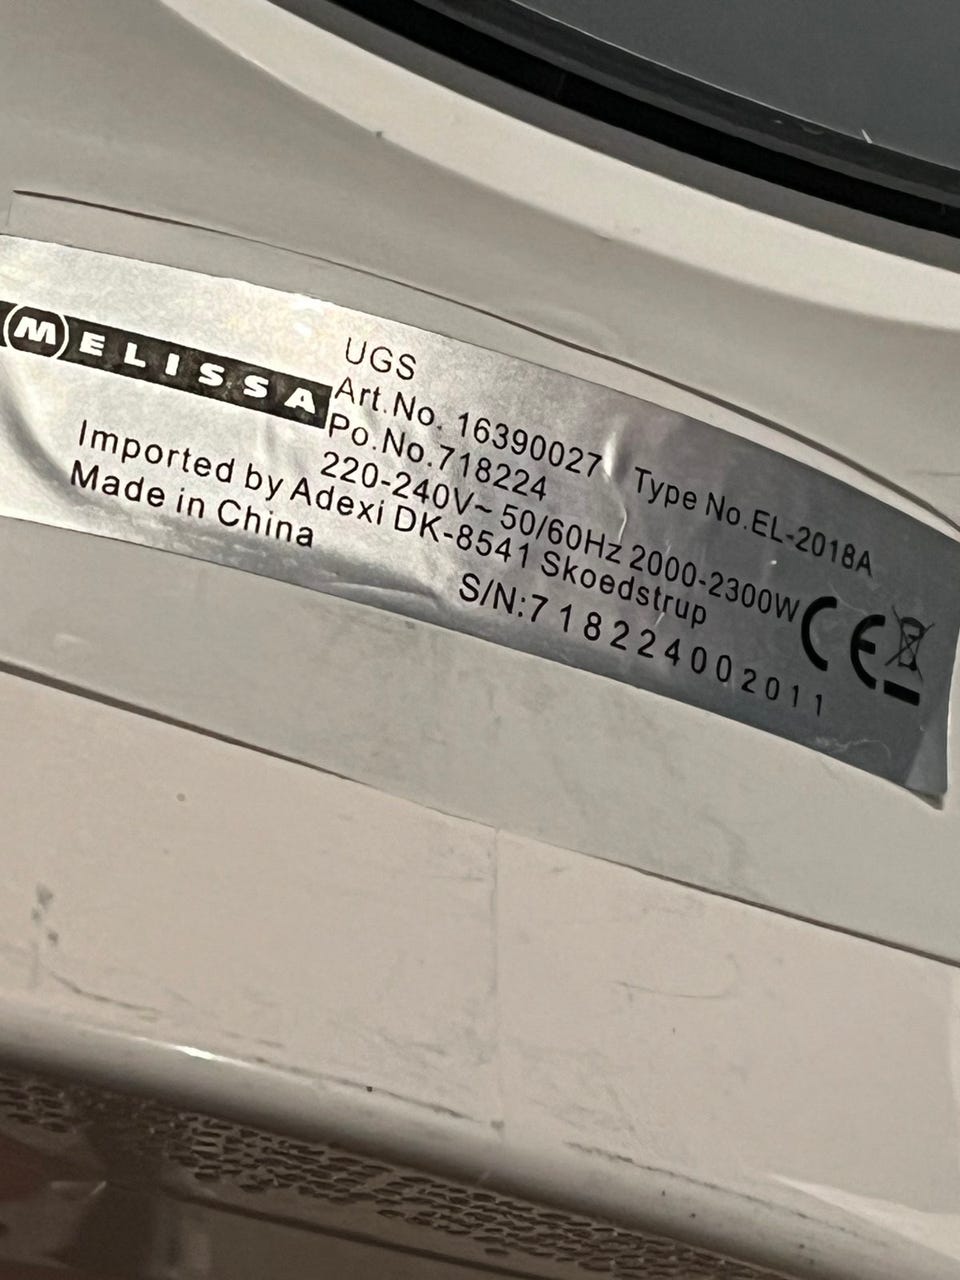 MELISSA
UGS
Art.No. 16390027 Type No.EL-2018A
Po.No.718224
220-240V~ 50/60Hz 2000-2300W
Imported by Adexi DK-8541 Skoedstrup
Made in China
S/N:718224002011
CE